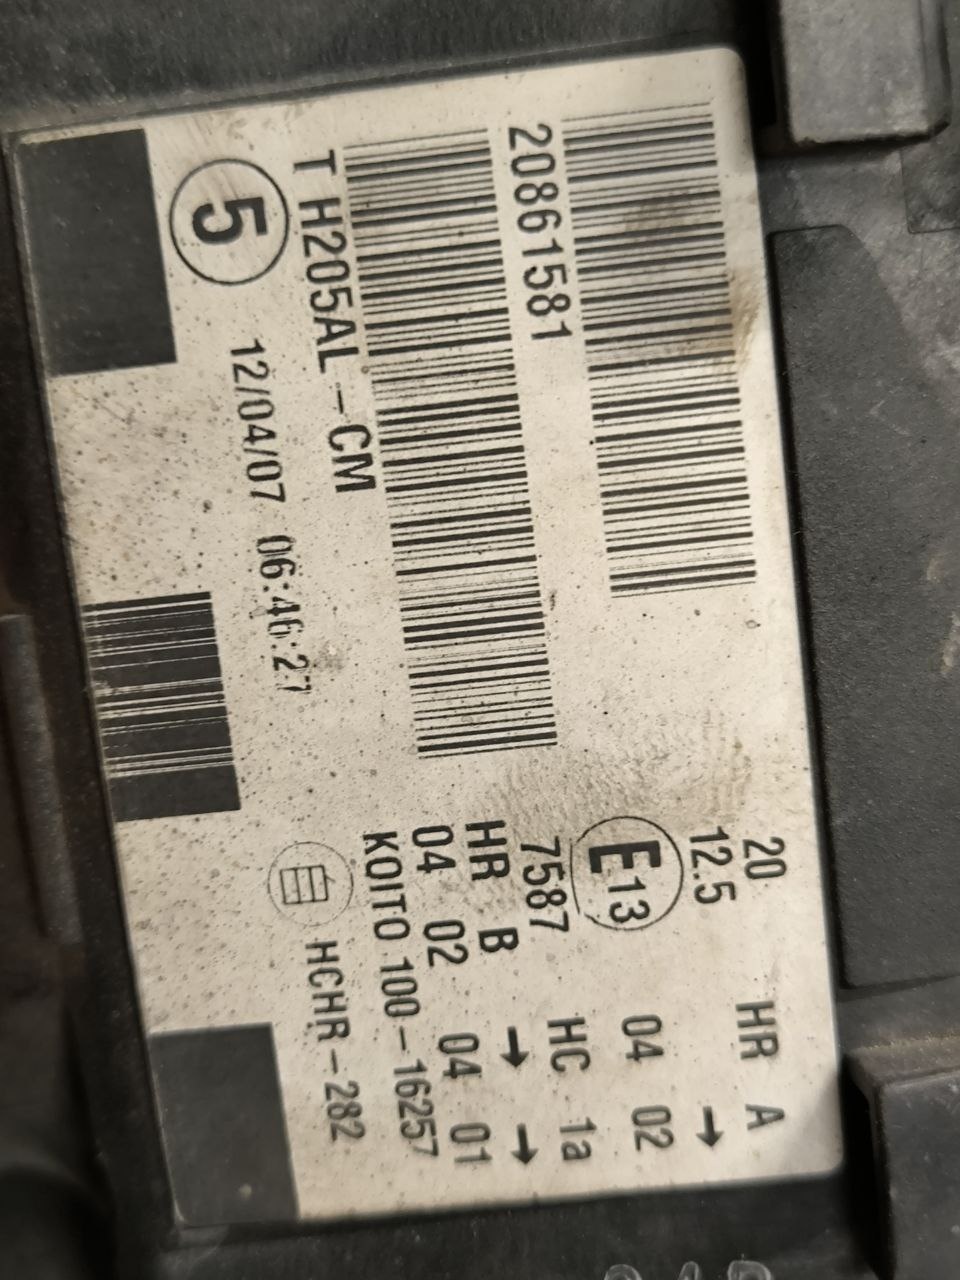 20861581
T H205AL-CM
5 12/04/07 06:46:27
20 HR A
12.5 →
E13 04 02
7587 HC 1a
HR B → →
04 02 04 01
KOITO 100-16257
HCHR-282